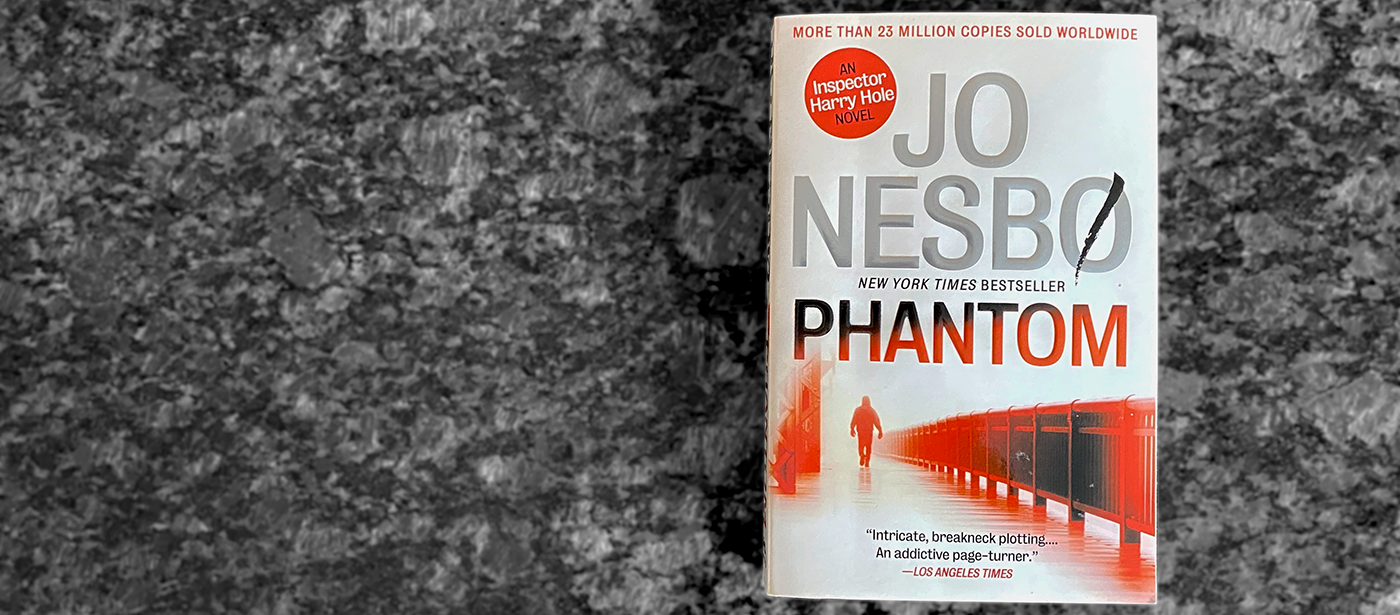 MORE THAN 23 MILLION COPIES SOLD WORLDWIDE
AN
Inspector
Harry Hole
NOVEL
JO
NESBØ
NEW YORK TIMES BESTSELLER
PHANTOM
“Intricate, breakneck plotting....
An addictive page-turner.”
—LOS ANGELES TIMES